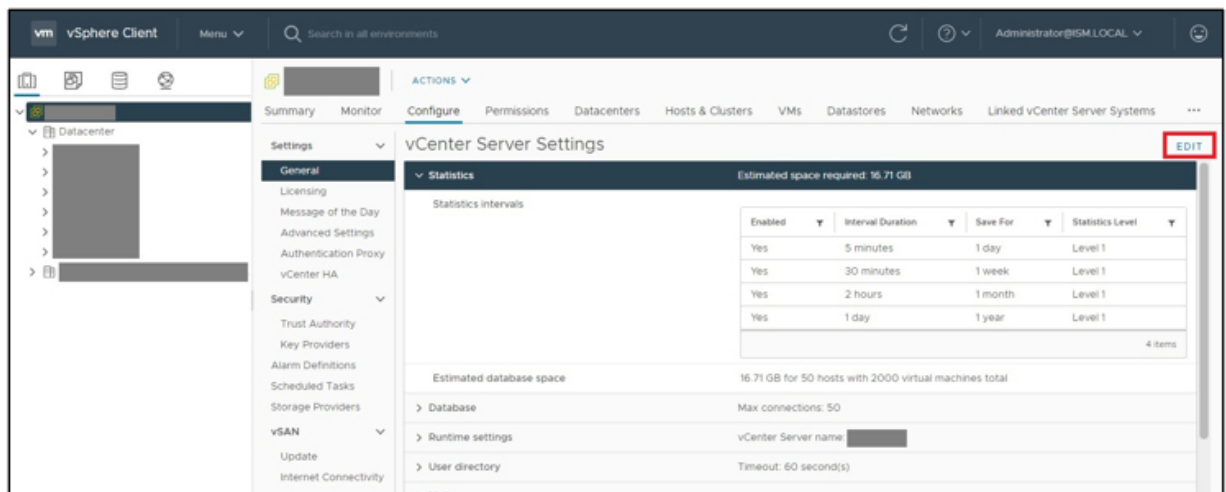 vm vSphere Client Menu Search in all environments Administrator@ISM.LOCAL
ACTIONS
Summary Monitor Configure Permissions Datacenters Hosts & Clusters VMs Datastores Networks Linked vCenter Server Systems ...
Datacenter
Settings
General
Licensing
Message of the Day
Advanced Settings
Authentication Proxy
vCenter HA
Security
Trust Authority
Key Providers
Alarm Definitions
Scheduled Tasks
Storage Providers
vSAN
Update
Internet Connectivity
vCenter Server Settings EDIT
Statistics Estimated space required: 16.71 GB
Statistics intervals
Enabled Interval Duration Save For Statistics Level
Yes 5 minutes 1 day Level 1
Yes 30 minutes 1 week Level 1
Yes 2 hours 1 month Level 1
Yes 1 day 1 year Level 1
4 items
Estimated database space 16.71 GB for 50 hosts with 2000 virtual machines total
Database Max connections: 50
Runtime settings vCenter Server name:
User directory Timeout: 60 second(s)